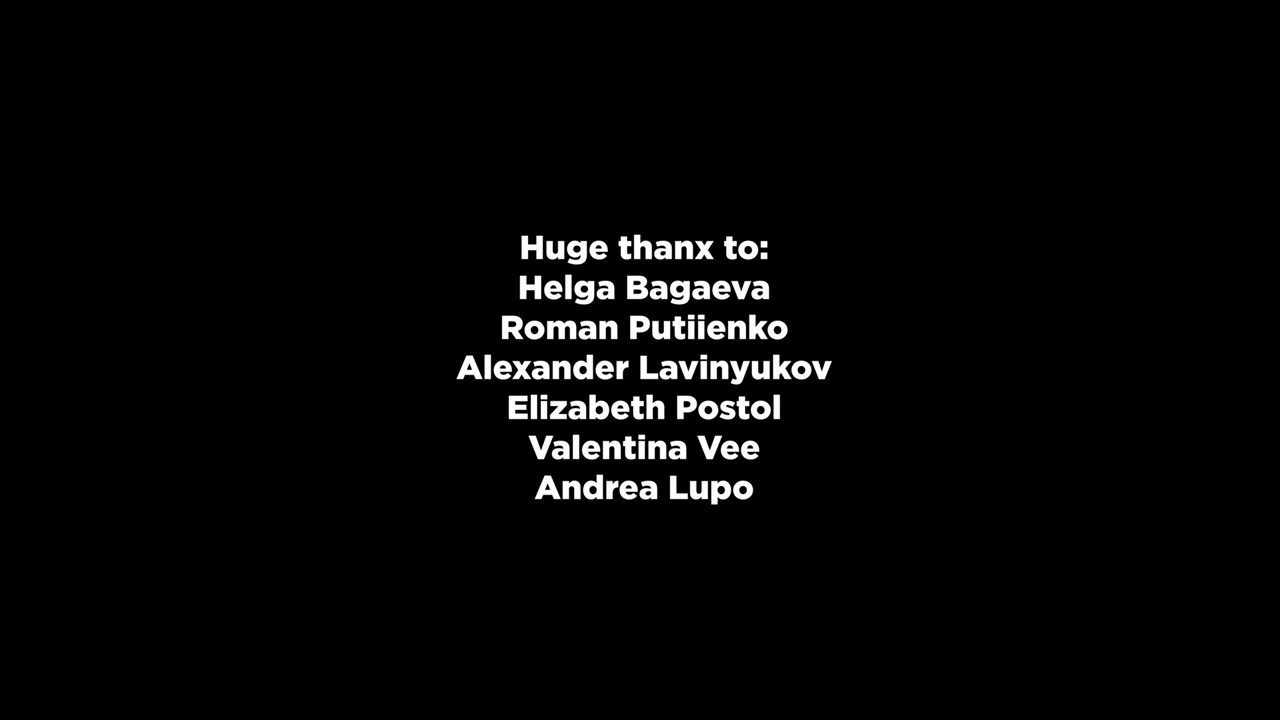 Huge thanx to:
Helga Bagaeva
Roman Putiienko
Alexander Lavinyukov
Elizabeth Postol
Valentina Vee
Andrea Lupo